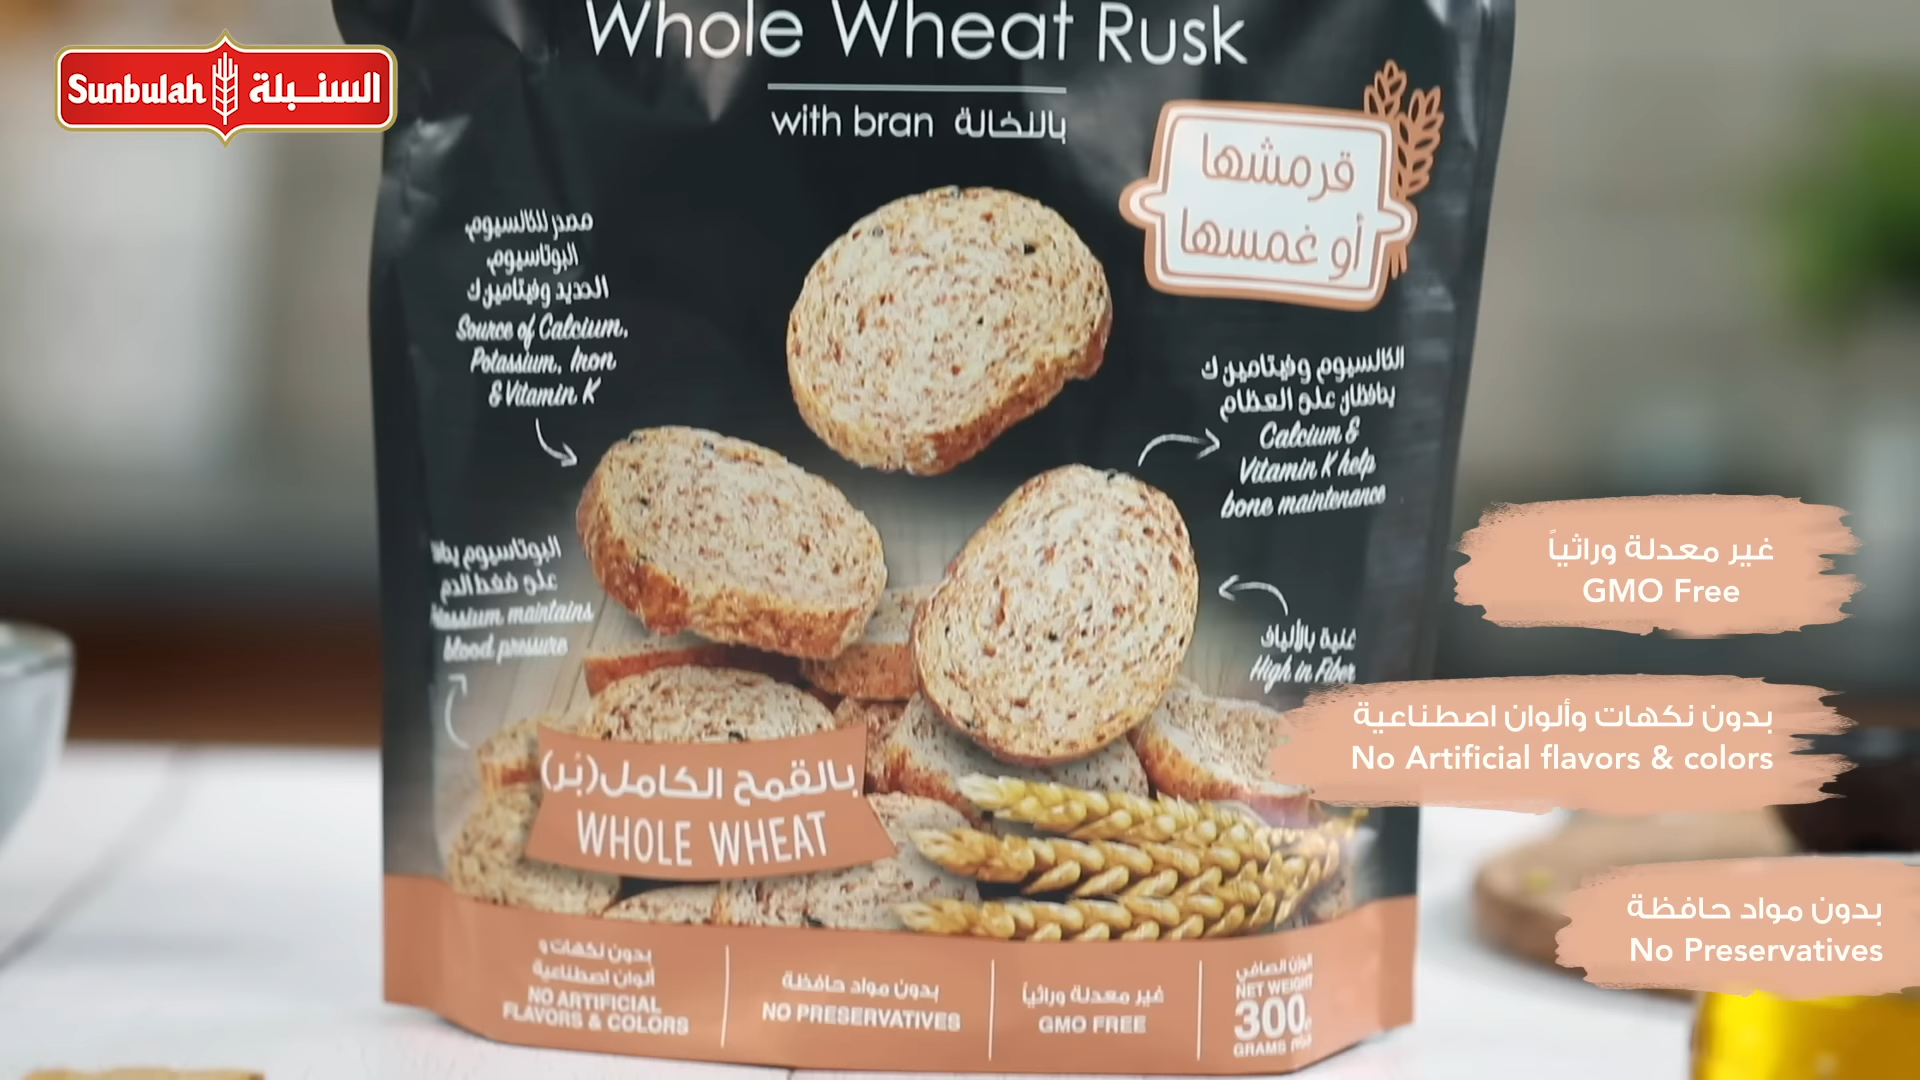 Sunbulah السنبلة
Whole Wheat Rusk
with bran بالنخالة
قرمشها
أو غمسها
مصدر للكالسيوم،
البوتاسيوم،
الحديد وفيتامين ك
Source of Calcium,
Potassium, Iron
& Vitamin K
الكالسيوم وفيتامين ك
يحافظان على العظام
Calcium &
Vitamin K help
bone maintenance
البوتاسيوم
على ضغط الدم
maintains
blood pressure
غنية بالألياف
High in Fiber
بالقمح الكامل (بُر)
WHOLE WHEAT
بدون نكهات و
ألوان اصطناعية
NO ARTIFICIAL
FLAVORS & COLORS
بدون مواد حافظة
NO PRESERVATIVES
غير معدلة وراثياً
GMO FREE
الوزن الصافي
NET WEIGHT
300
GRAMS
غير معدلة وراثياً
GMO Free
بدون نكهات وألوان اصطناعية
No Artificial flavors & colors
بدون مواد حافظة
No Preservatives